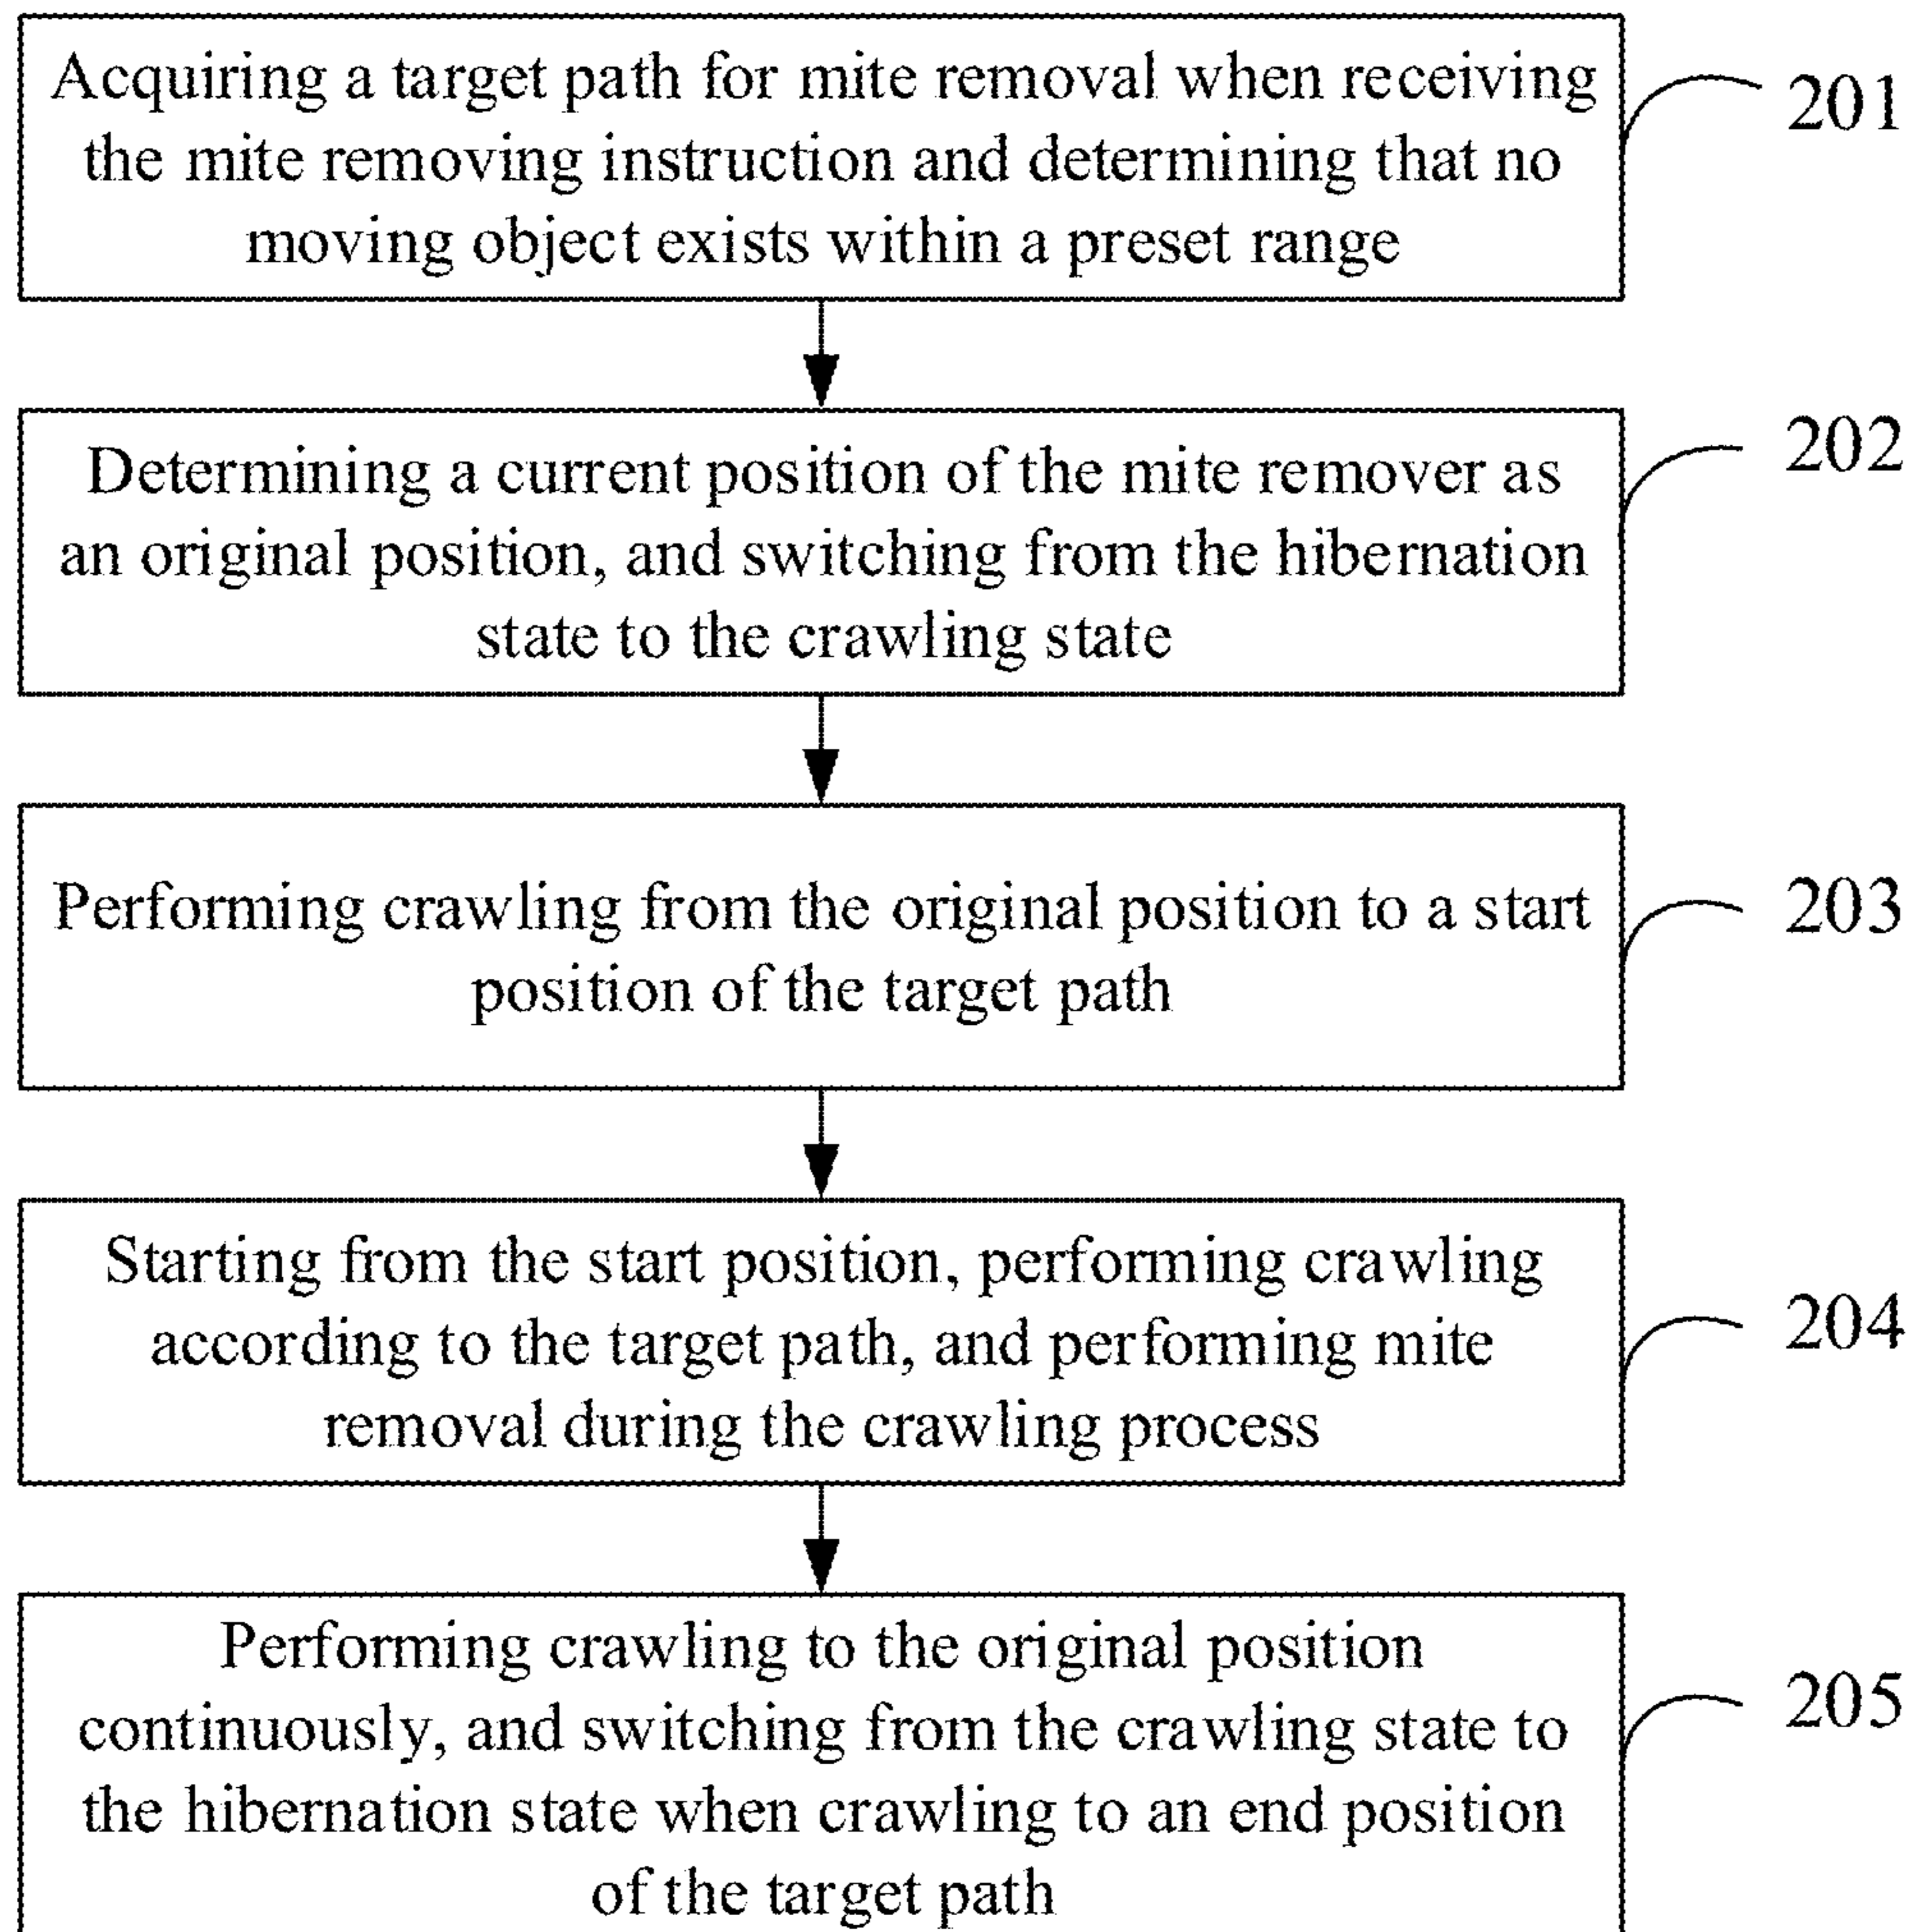 Acquiring a target path for mite removal when receiving
the mite removing instruction and determining that no
moving object exists within a preset range
201
Determining a current position of the mite remover as
an original position, and switching from the hibernation
state to the crawling state
202
Performing crawling from the original position to a start
position of the target path
203
Starting from the start position, performing crawling
according to the target path, and performing mite
removal during the crawling process
204
Performing crawling to the original position
continuously, and switching from the crawling state to
the hibernation state when crawling to an end position
of the target path
205